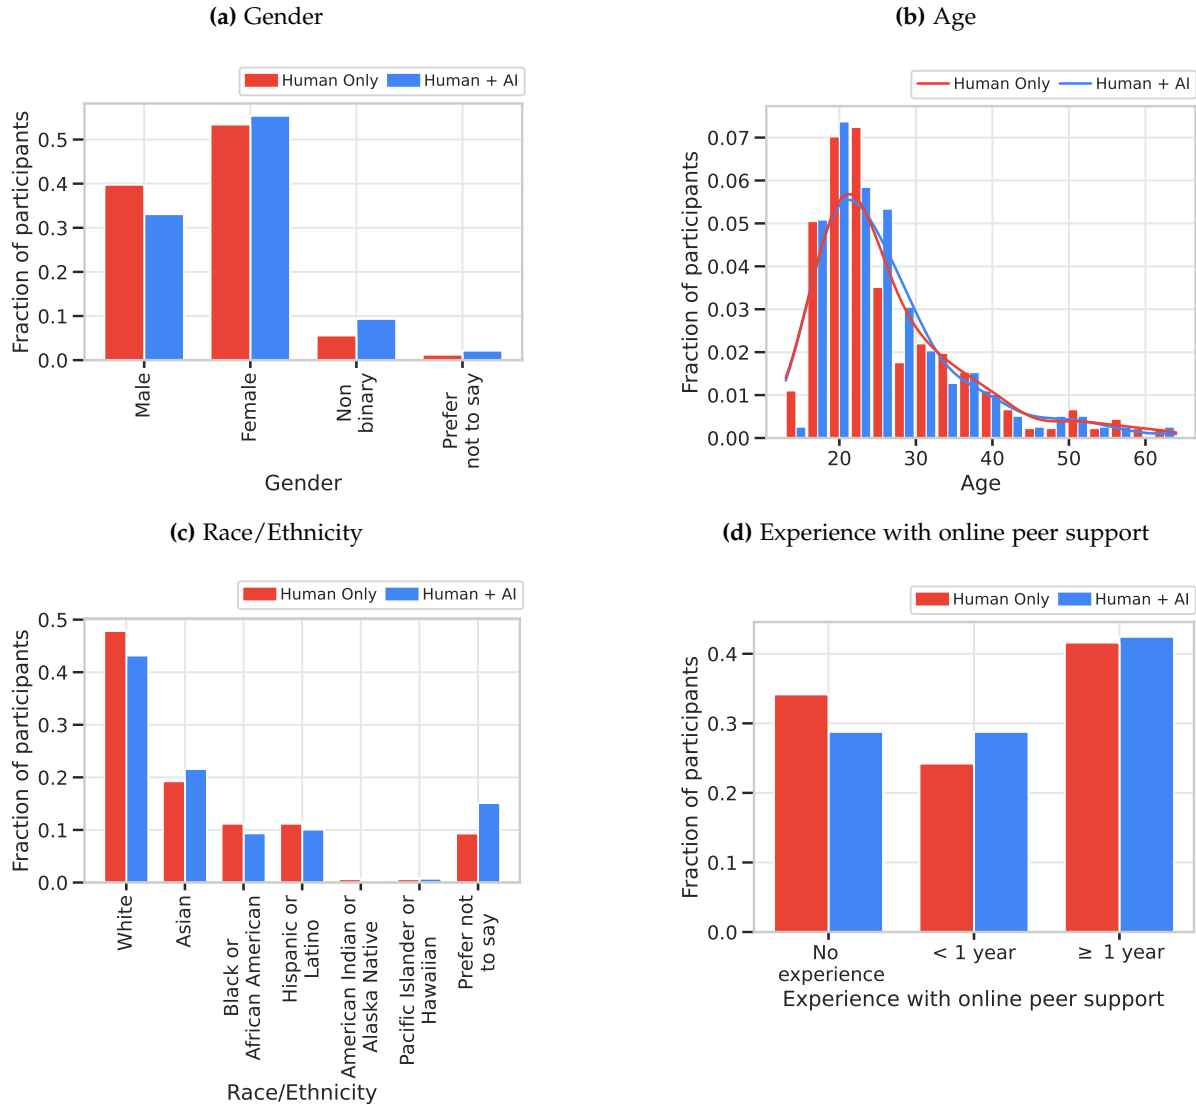 (a) Gender
Human Only
Human + AI
Fraction of participants
0.5
0.4
0.3
0.2
0.1
0.0
Male
Female
Non
binary
Prefer
not to say
Gender
(b) Age
Human Only
Human + AI
Fraction of participants
0.07
0.06
0.05
0.04
0.03
0.02
0.01
0.00
20
30
40
50
60
Age
(c) Race/Ethnicity
Human Only
Human + AI
Fraction of participants
0.5
0.4
0.3
0.2
0.1
0.0
White
Asian
Black or
African American
Hispanic or
Latino
American Indian or
Alaska Native
Pacific Islander or
Hawaiian
Prefer not
to say
Race/Ethnicity
(d) Experience with online peer support
Human Only
Human + AI
Fraction of participants
0.4
0.3
0.2
0.1
0.0
No
experience
< 1 year
≥ 1 year
Experience with online peer support